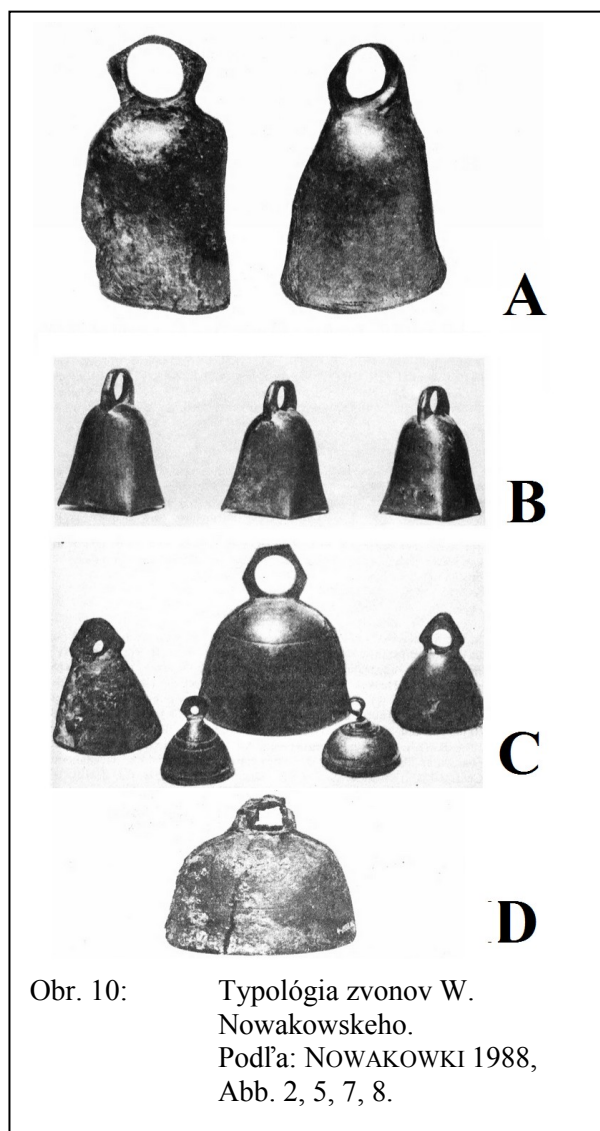 A
B
C
D
Obr. 10: Typológia zvonov W.
Nowakowskeho.
Podľa: NOWAKOWKI 1988,
Abb. 2, 5, 7, 8.